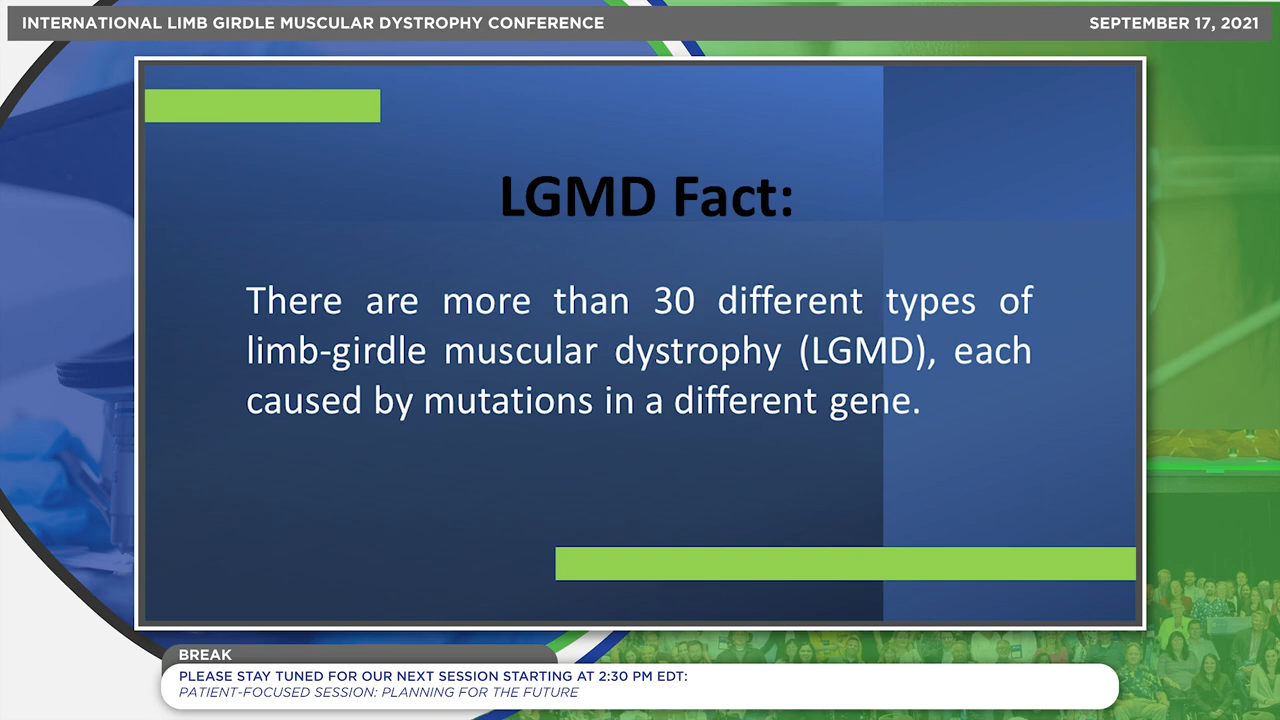 INTERNATIONAL LIMB GIRDLE MUSCULAR DYSTROPHY CONFERENCE
SEPTEMBER 17, 2021
LGMD Fact:
There are more than 30 different types of
limb-girdle muscular dystrophy (LGMD), each
caused by mutations in a different gene.
BREAK
PLEASE STAY TUNED FOR OUR NEXT SESSION STARTING AT 2:30 PM EDT:
PATIENT-FOCUSED SESSION: PLANNING FOR THE FUTURE